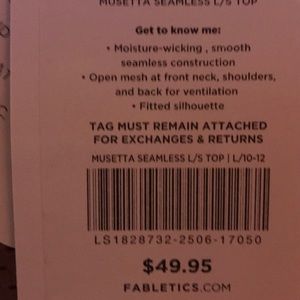 MUSETTA SEAMLESS L/S TOP
Get to know me:
• Moisture-wicking , smooth
seamless construction
• Open mesh at front neck, shoulders,
and back for ventilation
• Fitted silhouette
TAG MUST REMAIN ATTACHED
FOR EXCHANGES & RETURNS
MUSETTA SEAMLESS L/S TOP | L/10-12
LS1828732-2506-17050
$49.95
FABLETICS.COM